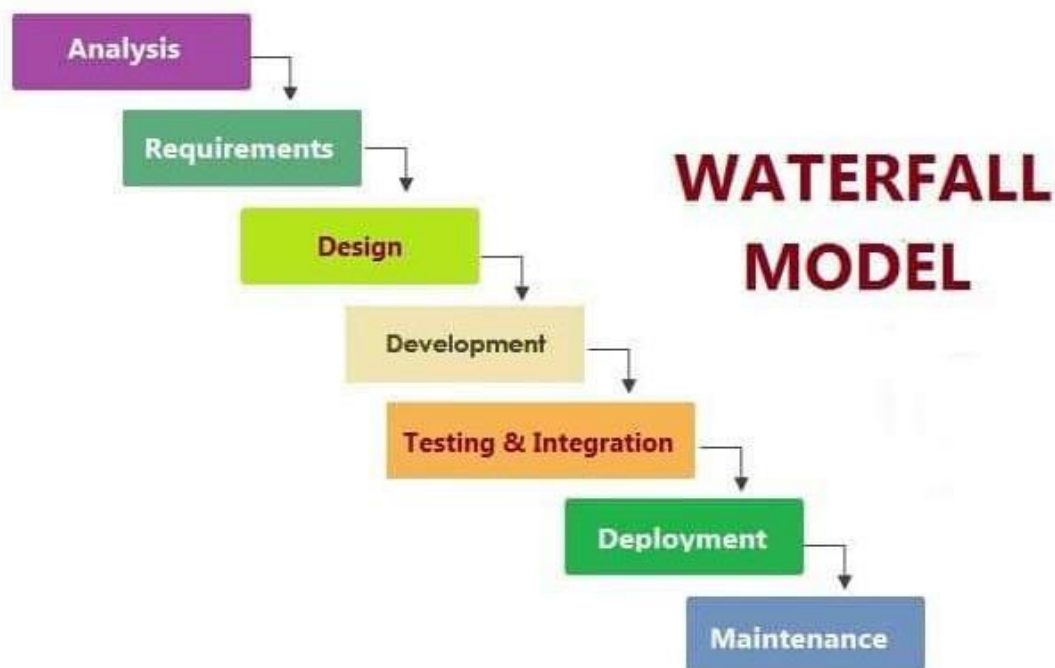 Analysis
Requirements
WATERFALL
MODEL
Design
Development
Testing & Integration
Deployment
Maintenance